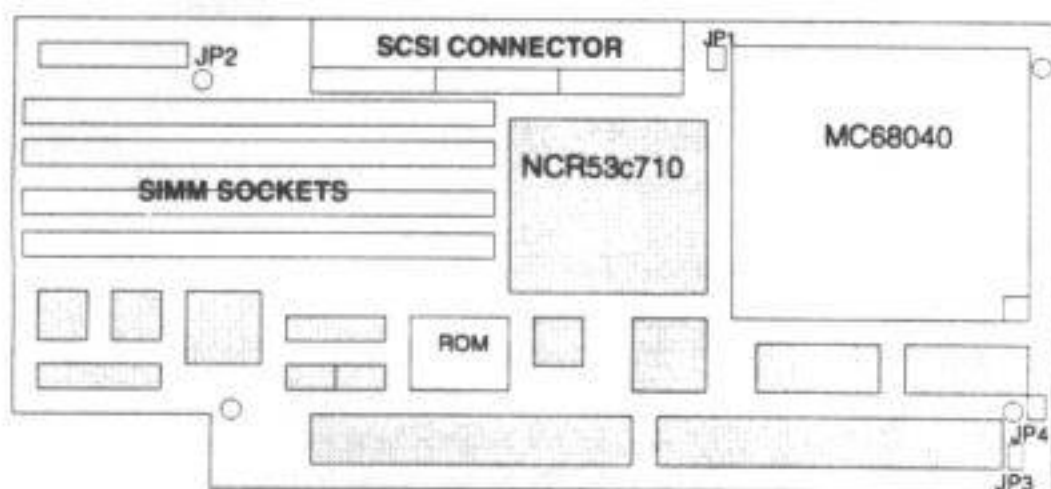 SCSI CONNECTOR
JP1
JP2
MC68040
NCR53c710
SIMM SOCKETS
ROM
JP4
JP3